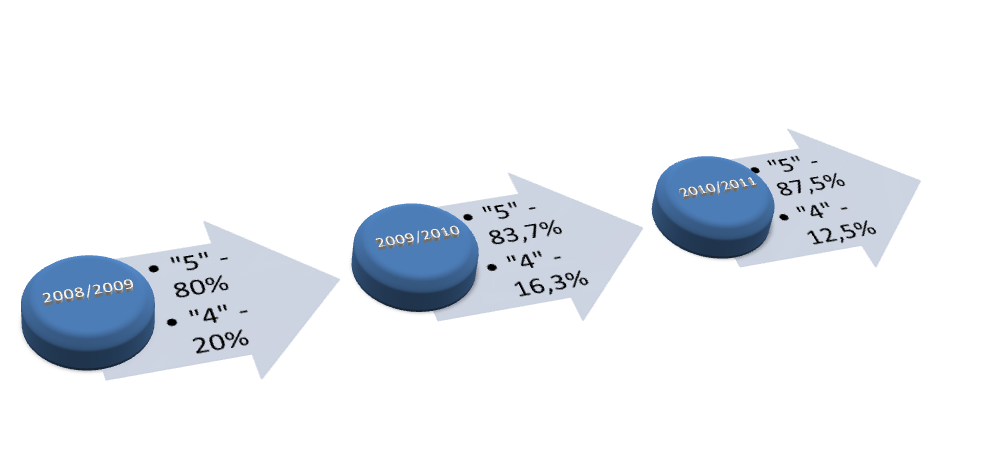 2008/2009
• "5" -
80%
• "4" -
20%
2009/2010
• "5" -
83,7%
• "4" -
16,3%
2010/2011
• "5" -
87,5%
• "4" -
12,5%